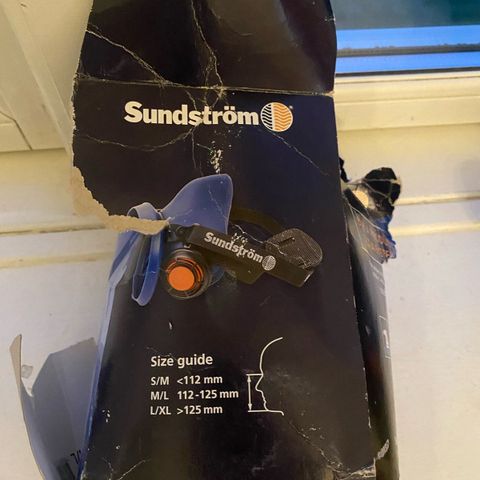 Sundström
Sundström
Size guide
S/M <112 mm
M/L 112-125 mm
L/XL >125 mm